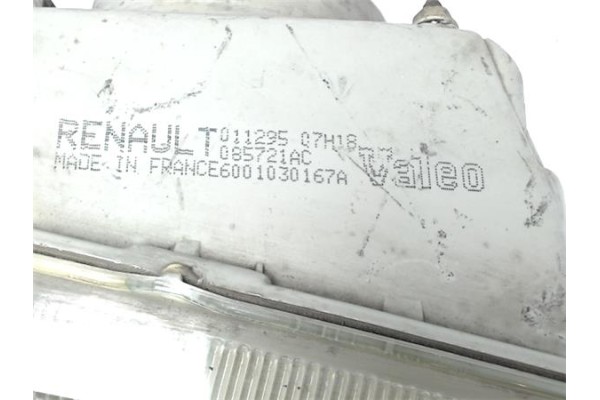 RENAULT 011295 07H18
085721AC Valeo
MADE IN FRANCE 6001030167A